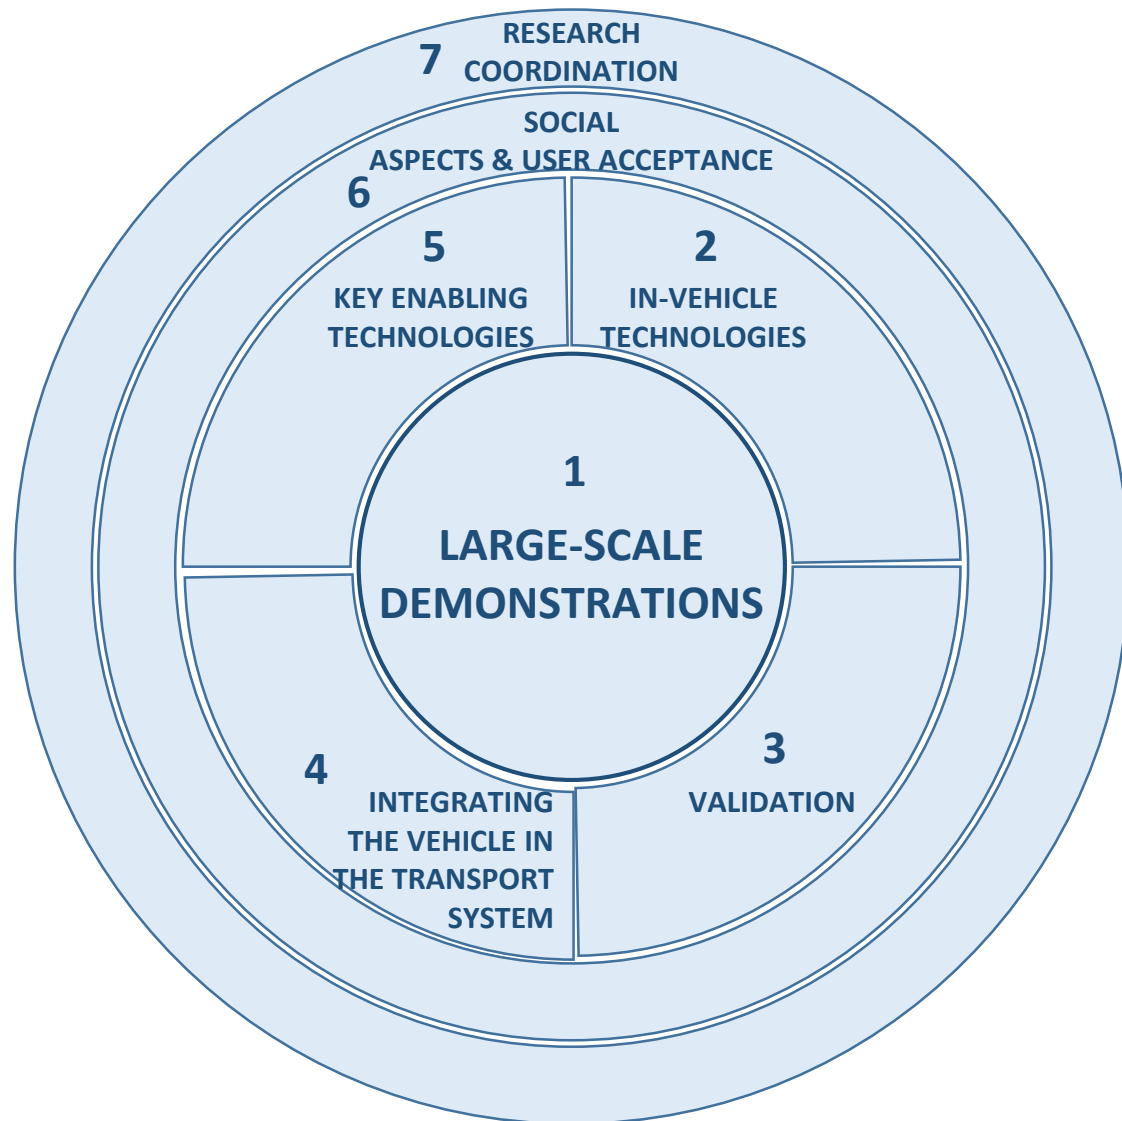 7
RESEARCH
COORDINATION
SOCIAL
ASPECTS & USER ACCEPTANCE
6
5
KEY ENABLING
TECHNOLOGIES
2
IN-VEHICLE
TECHNOLOGIES
1
LARGE-SCALE
DEMONSTRATIONS
4
INTEGRATING
THE VEHICLE IN
THE TRANSPORT
SYSTEM
3
VALIDATION